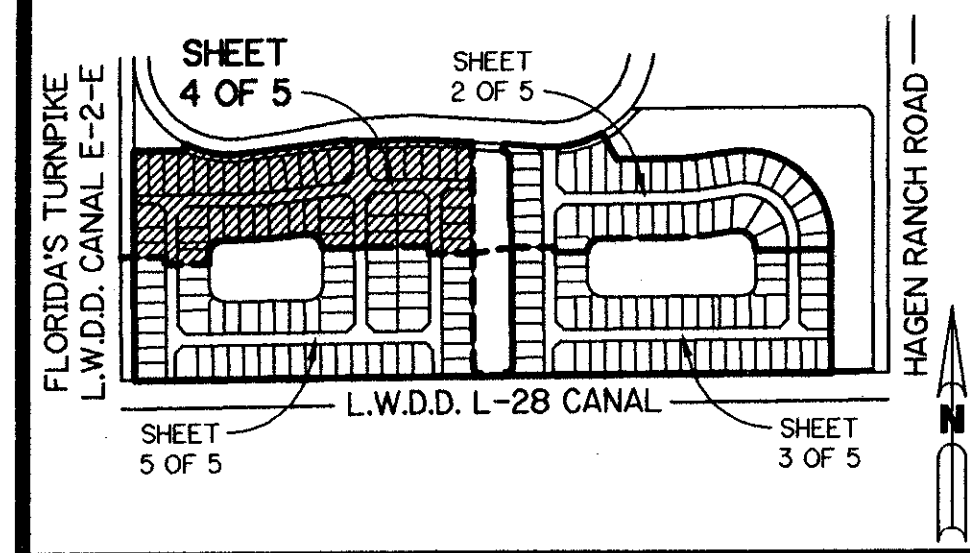 SHEET
4 OF 5
SHEET
2 OF 5
FLORIDA'S TURNPIKE
L.W.D.D. CANAL E-2-E
HAGEN RANCH ROAD
L.W.D.D. L-28 CANAL
SHEET
5 OF 5
SHEET
3 OF 5
N